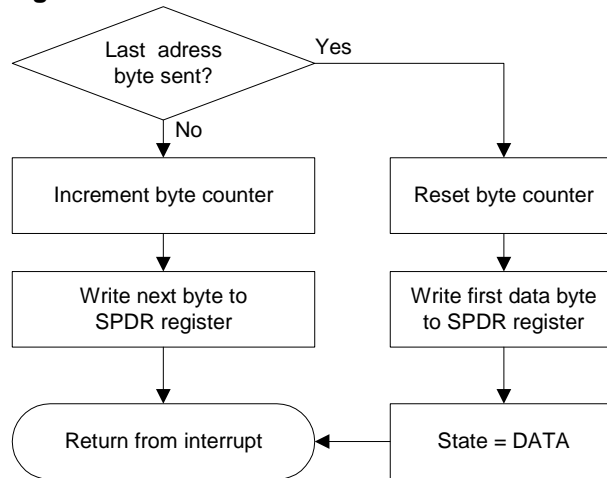 Last adress
byte sent?
Yes
No
Increment byte counter
Reset byte counter
Write next byte to
SPDR register
Write first data byte
to SPDR register
Return from interrupt
State = DATA